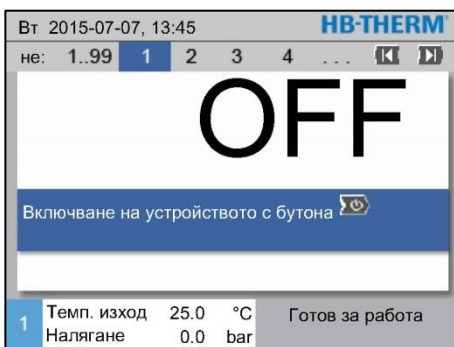 Вт 2015-07-07, 13:45 HB-THERM®
не: 1..99 1 2 3 4 ...
OFF
Включване на устройството с бутона
1 Темп. изход 25.0 °C Готов за работа
Налягане 0.0 bar